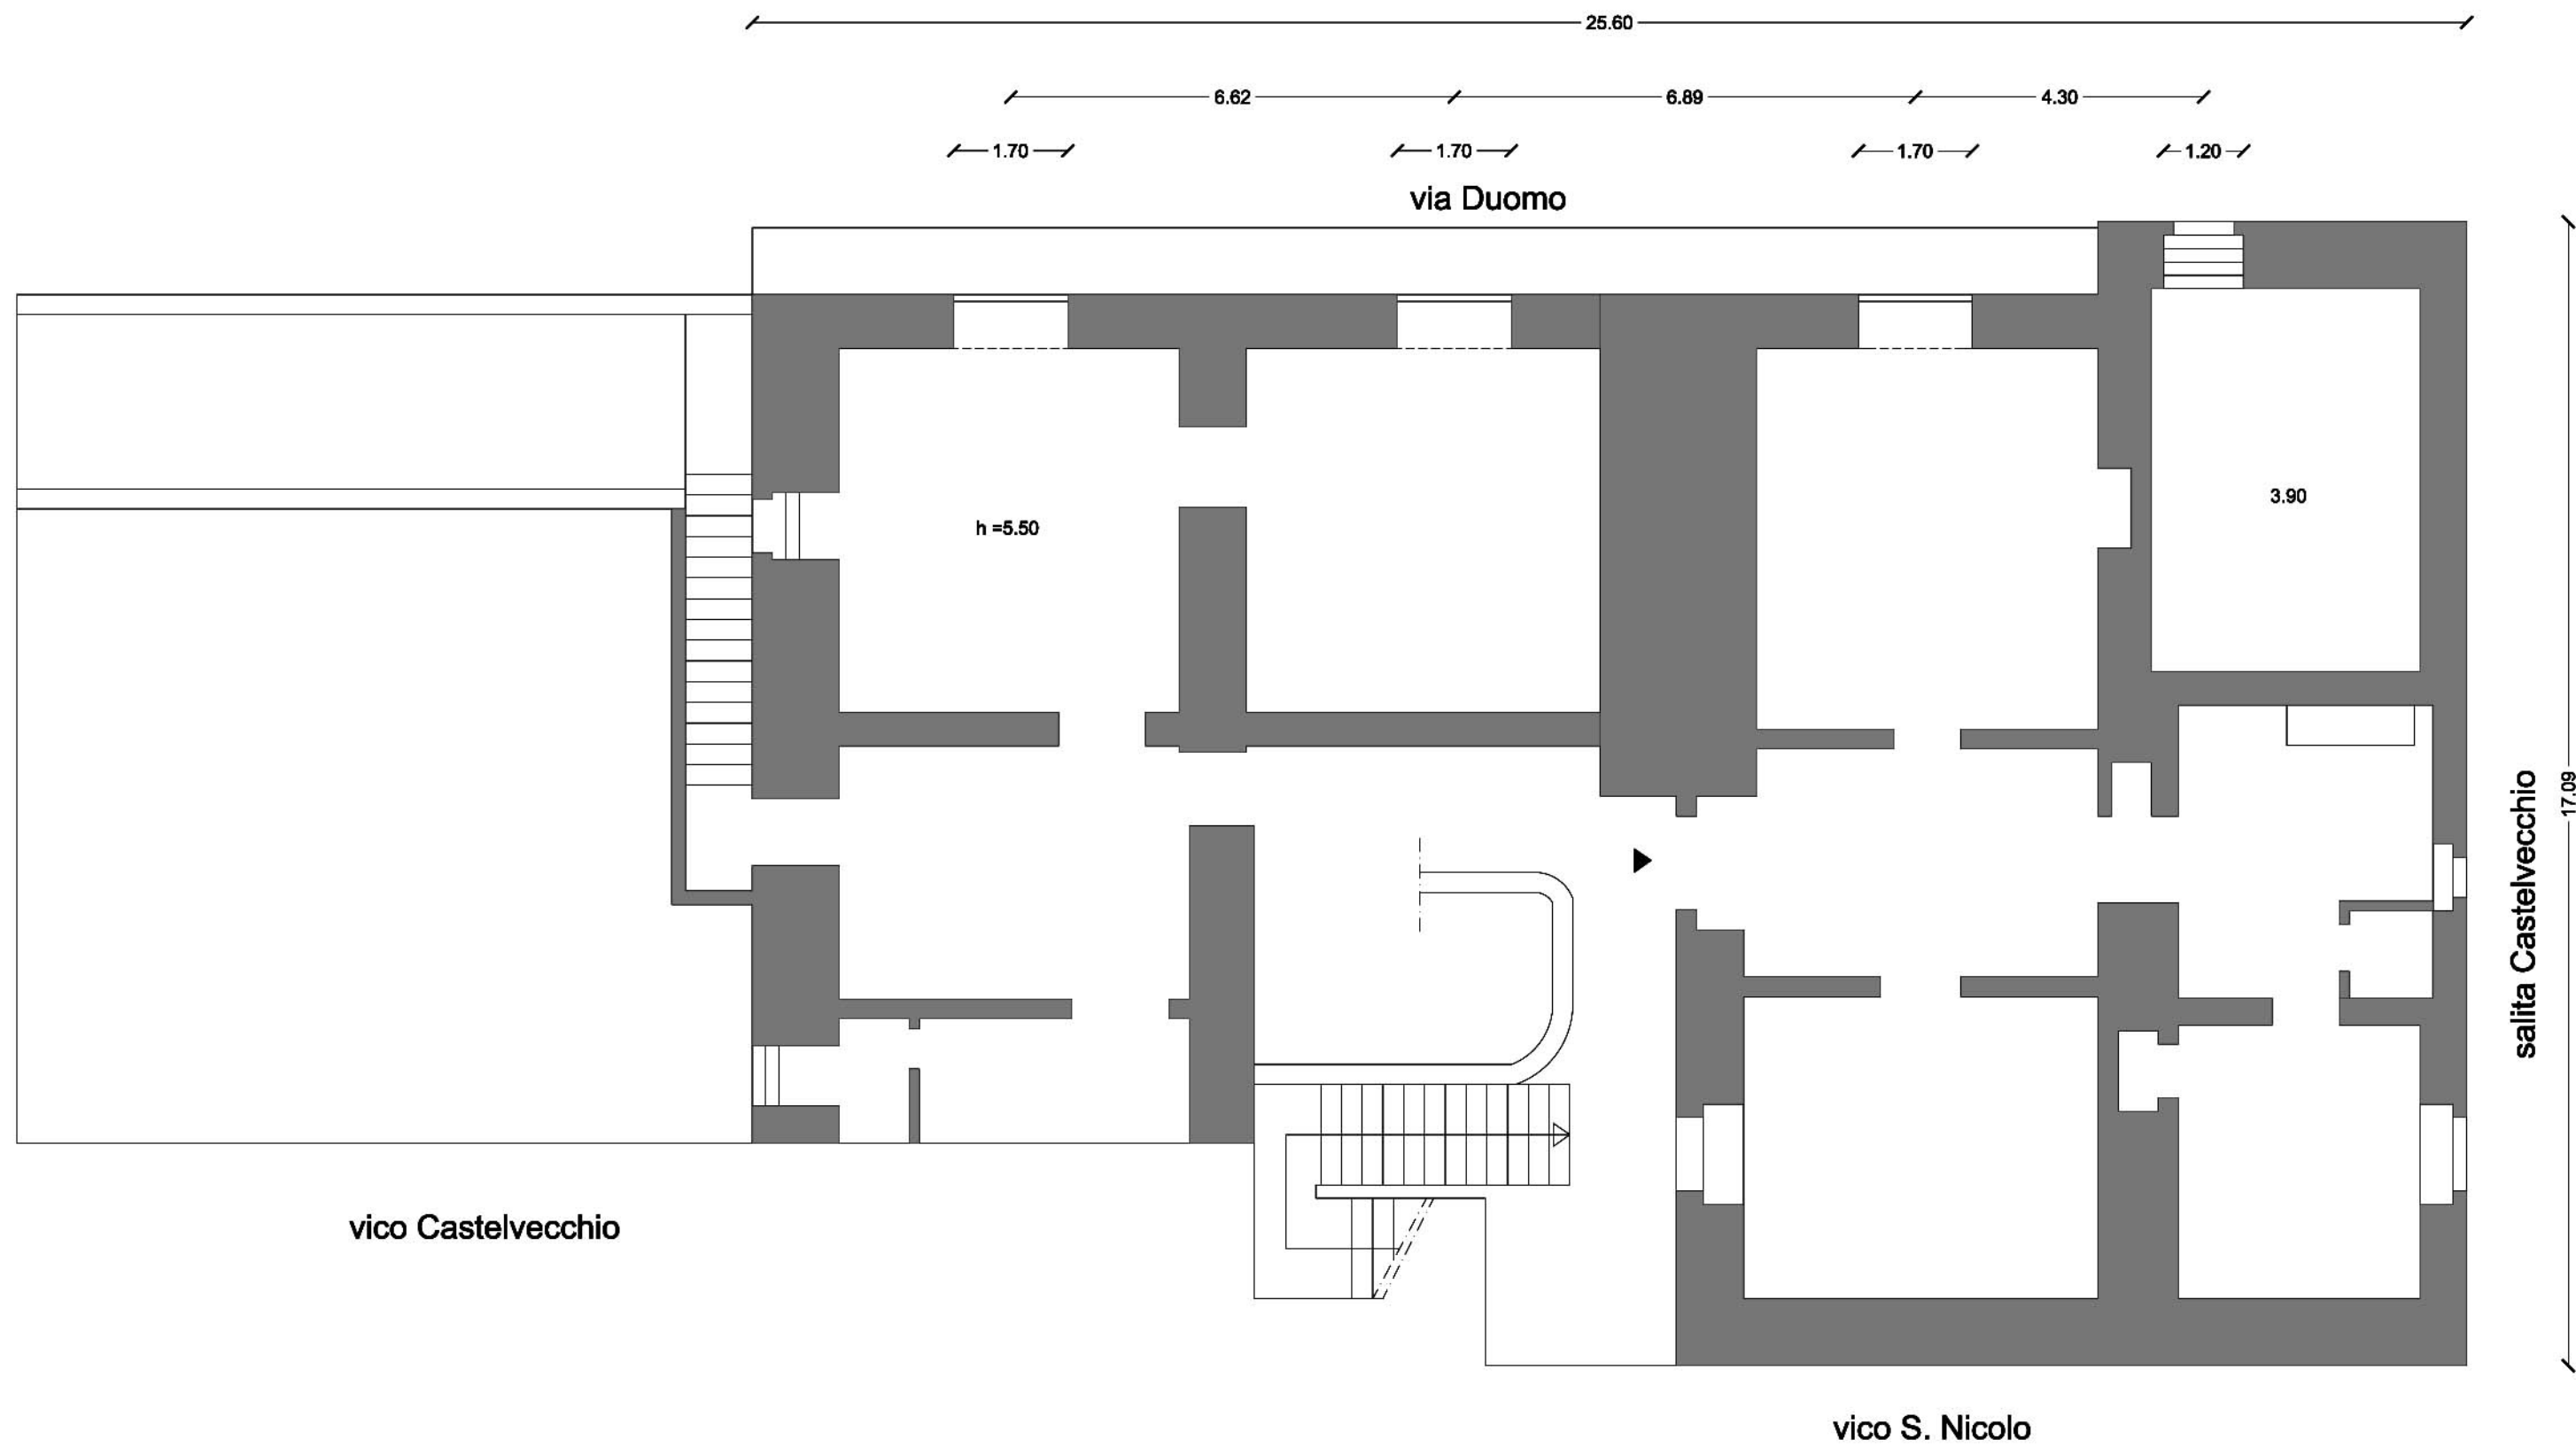 25.60
6.62
6.89
4.30
1.70
1.70
1.70
1.20
via Duomo
3.90
h =5.50
salita Castelvecchio
17.09
vico Castelvecchio
vico S. Nicolo